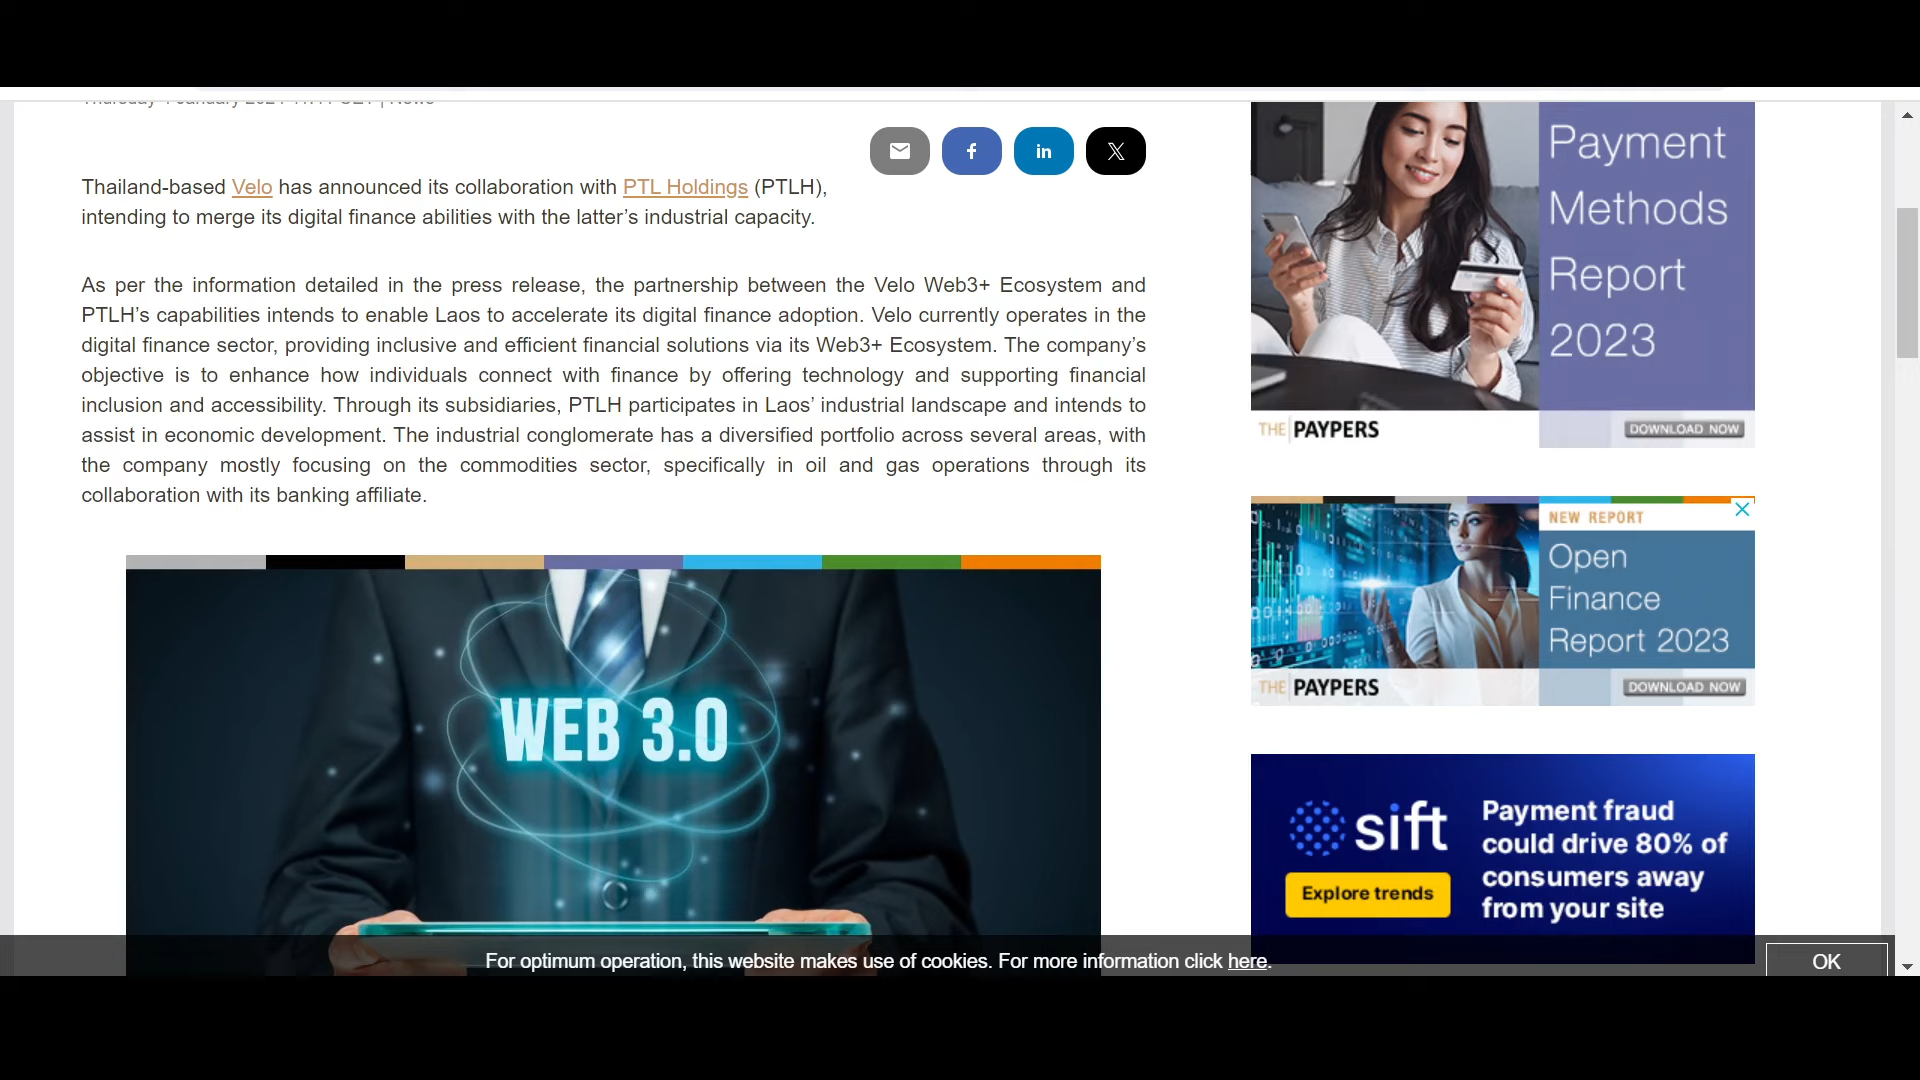 Thailand-based Velo has announced its collaboration with PTL Holdings (PTLH),
intending to merge its digital finance abilities with the latter’s industrial capacity.
As per the information detailed in the press release, the partnership between the Velo Web3+ Ecosystem and
PTLH’s capabilities intends to enable Laos to accelerate its digital finance adoption. Velo currently operates in the
digital finance sector, providing inclusive and efficient financial solutions via its Web3+ Ecosystem. The company’s
objective is to enhance how individuals connect with finance by offering technology and supporting financial
inclusion and accessibility. Through its subsidiaries, PTLH participates in Laos’ industrial landscape and intends to
assist in economic development. The industrial conglomerate has a diversified portfolio across several areas, with
the company mostly focusing on the commodities sector, specifically in oil and gas operations through its
collaboration with its banking affiliate.
WEB 3.0
Payment
Methods
Report
2023
THE PAYPERS
DOWNLOAD NOW
NEW REPORT
Open
Finance
Report 2023
THE PAYPERS
DOWNLOAD NOW
sift
Explore trends
Payment fraud
could drive 80% of
consumers away
from your site
For optimum operation, this website makes use of cookies. For more information click here.
OK